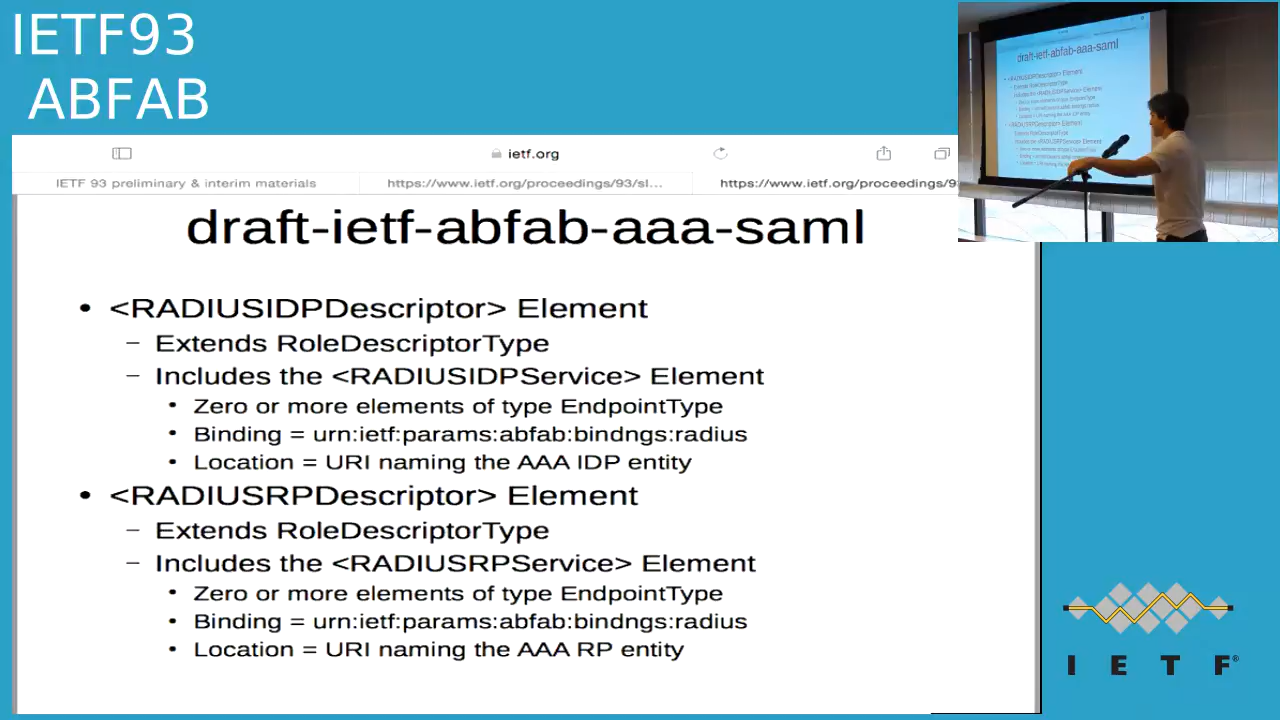 IETF93
ABFAB
ietf.org
IETF 93 preliminary & interim materials
https://www.ietf.org/proceedings/93/sl...
https://www.ietf.org/proceedings/9
draft-ietf-abfab-aaa-saml
• <RADIUSIDPDescriptor> Element
– Extends RoleDescriptorType
– Includes the <RADIUSIDPService> Element
• Zero or more elements of type EndpointType
• Binding = urn:ietf:params:abfab:bindngs:radius
• Location = URI naming the AAA IDP entity
• <RADIUSRPDescriptor> Element
– Extends RoleDescriptorType
– Includes the <RADIUSRPService> Element
• Zero or more elements of type EndpointType
• Binding = urn:ietf:params:abfab:bindngs:radius
• Location = URI naming the AAA RP entity
draft-ietf-abfab-aaa-saml
I E T F®